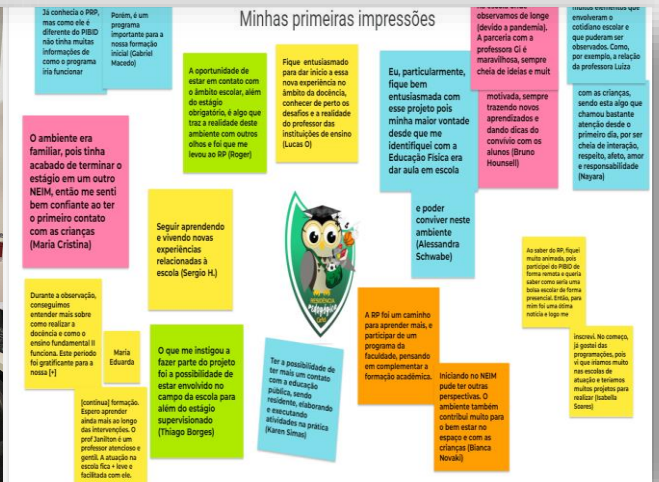 Minhas primeiras impressões
Já conhecia o PRP,
mas como ele é
diferente do PIBID
não tinha muitas
informações de
como o programa
iria funcionar
Porém, é um
programa
importante para a
nossa formação
inicial (Gabriel
Macedo)
A oportunidade de
estar em contato com
o âmbito escolar, além
do estágio
obrigatório, é algo que
traz a realidade deste
ambiente com outros
olhos e foi que me
levou ao RP (Roger)
Fique entusiasmado
para dar início a essa
nova experiência no
âmbito da docência,
conhecer de perto os
desafios e a realidade
do professor das
instituições de ensino
(Lucas O)
Eu, particularmente,
fique bem
entusiasmada com
esse projeto pois
minha maior vontade
desde que me
identifiquei com a
Educação Física era
dar aula em escola
e poder
conviver neste
ambiente
(Alessandra
Schwabe)
observamos de longe
(devido a pandemia).
A parceria com a
professora Gi é
maravilhosa, sempre
cheia de ideias e muit
motivada, sempre
trazendo novos
aprendizados e
dando dicas do
convívio com os
alunos (Bruno
Hounsell)
muitos elementos que
envolveram o
cotidiano escolar e
que puderam ser
observados. Como,
por exemplo, a relação
da professora Luiza
com as crianças,
sendo esta algo que
chamou bastante
atenção desde o
primeiro dia, por ser
cheia de interação,
respeito, afeto, amor
e responsabilidade
(Nayara)
O ambiente era
familiar, pois tinha
acabado de terminar o
estágio em um outro
NEIM, então me senti
bem confiante ao ter
o primeiro contato
com as crianças
(Maria Cristina)
Seguir aprendendo
e vivendo novas
experiências
relacionadas à
escola (Sergio H.)
Ao saber do RP, fiquei
muito animada, pois
participei do PIBID de
forma remota e queria
saber como seria uma
bolsa escolar de forma
presencial. Então, para
mim foi uma ótima
notícia e logo me
inscrevi. No começo,
já gostei das
programações, pois
vi que iríamos muito
nas escolas de
atuação e teríamos
muitos projetos para
realizar (Isabella
Soares)
Durante a observação,
conseguimos
entender mais sobre
como realizar a
docência e como o
ensino fundamental II
funciona. Este período
foi gratificante para a
nossa [+]
Maria
Eduarda
[continua] formação.
Espero aprender
ainda mais ao longo
das intervenções. O
prof Janilton é um
professor atencioso e
gentil. A atuação na
escola fica + leve e
facilitada com ele.
O que me instigou a
fazer parte do projeto
foi a possibilidade de
estar envolvido no
campo da escola para
além do estágio
supervisionado
(Thiago Borges)
RESIDÊNCIA
Pedagógica
Ter a possibilidade de
ter mais um contato
com a educação
pública, sendo
residente, elaborando
e executando
atividades na prática
(Karen Simas)
A RP foi um caminho
para aprender mais, e
participar de um
programa da
faculdade, pensando
em complementar a
formação acadêmica.
Iniciando no NEIM
pude ter outras
perspectivas. O
ambiente também
contribui muito para
o bem estar no
espaço e com as
crianças (Bianca
Novaki)